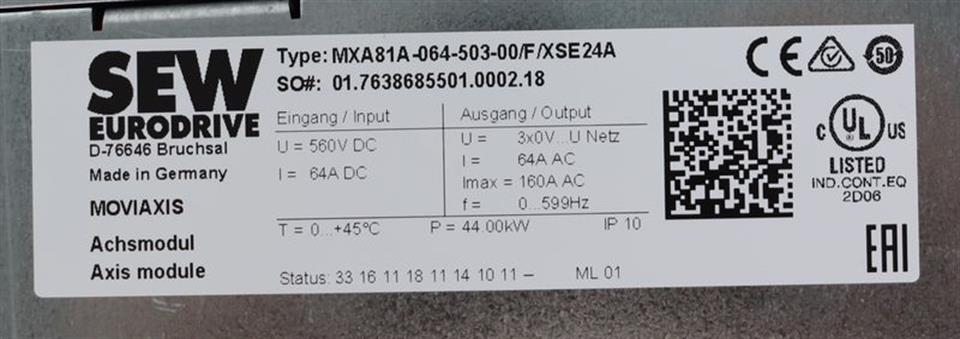 SEW
EURODRIVE
D-76646 Bruchsal
Made in Germany
MOVIAXIS
Achsmodul
Axis module
Type: MXA81A-064-503-00/F/XSE24A
SO#: 01.7638685501.0002.18
Eingang / Input
U = 560V DC
I = 64A DC
Ausgang / Output
U = 3x0V...U Netz
I = 64A AC
Imax = 160A AC
f = 0...599Hz
T = 0...+45°C P = 44.00kW IP 10
Status: 33 16 11 18 11 14 10 11 – ML 01
CE 50
C UL US
LISTED
IND.CONT.EQ
2D06
EAC